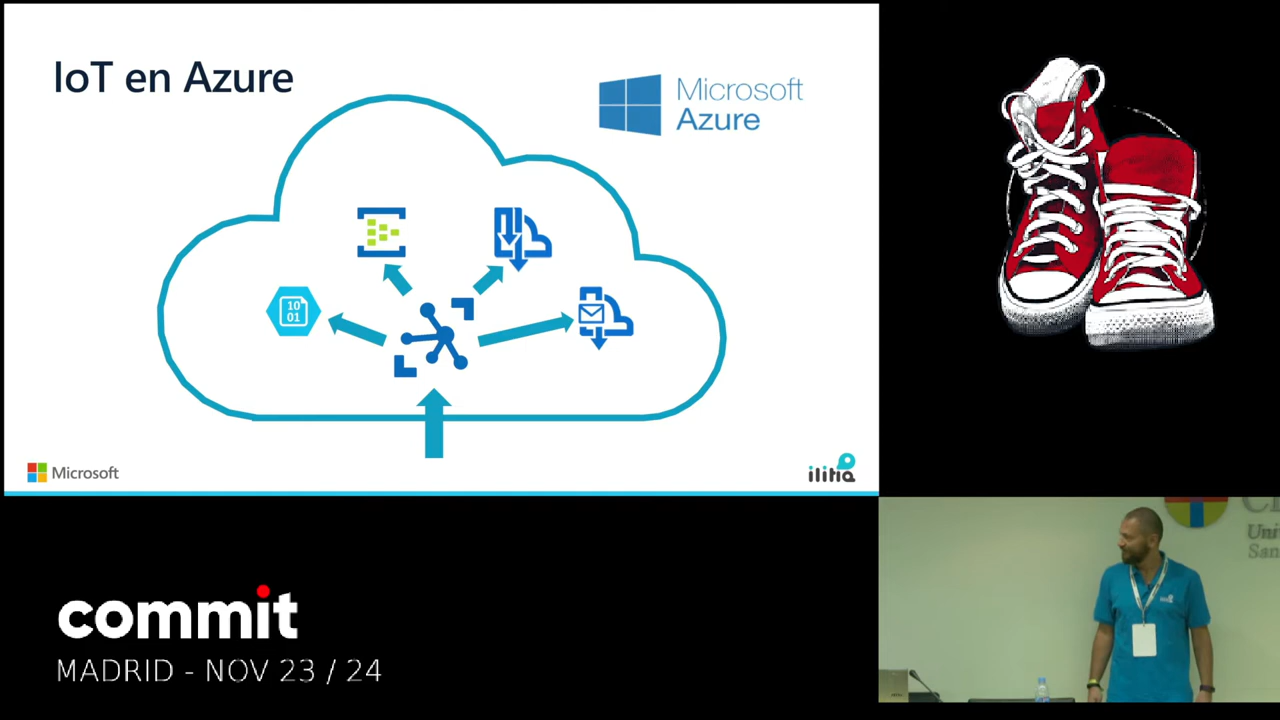 IoT en Azure
Microsoft
Azure
10
01
Microsoft
ilitia
commit
MADRID - NOV 23 / 24